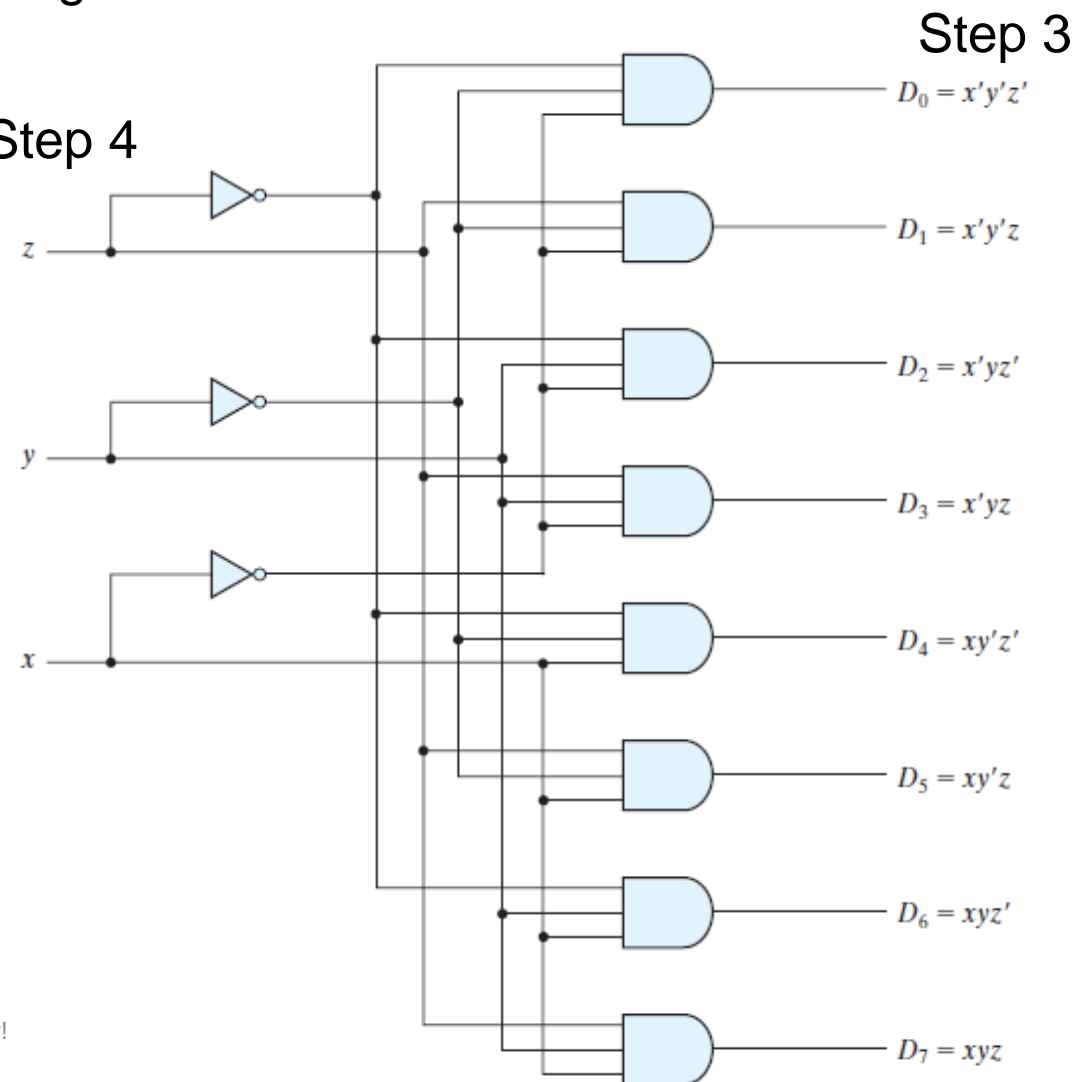 Step 3
D₀ = x'y'z'
Step 4
D₁ = x'y'z
z
D₂ = x'yz'
y
D₃ = x'yz
D₄ = xy'z'
x
D₅ = xy'z
D₆ = xyz'
!
D₇ = xyz